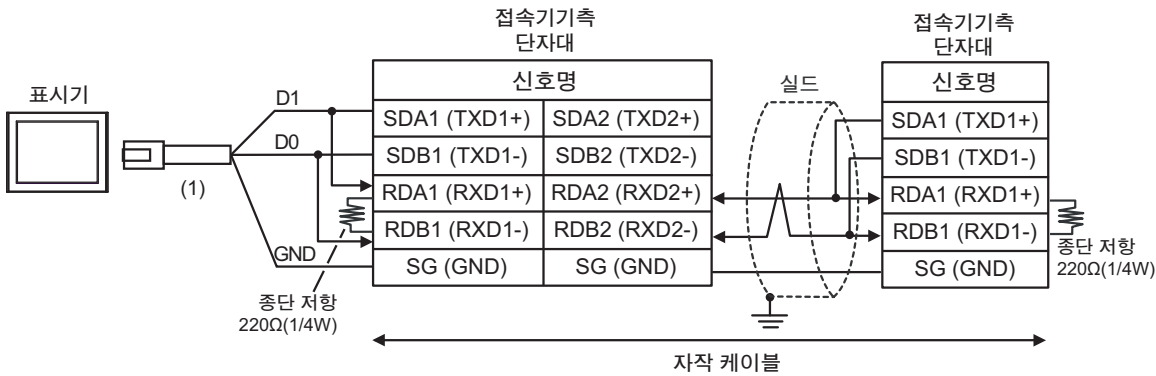 접속기기측
단자대
접속기기측
단자대
표시기
D1
D0
(1)
GND
종단 저항
220Ω(1/4W)
신호명
SDA1 (TXD1+) SDA2 (TXD2+)
SDB1 (TXD1-) SDB2 (TXD2-)
RDA1 (RXD1+) RDA2 (RXD2+)
RDB1 (RXD1-) RDB2 (RXD2-)
SG (GND) SG (GND)
실드
신호명
SDA1 (TXD1+)
SDB1 (TXD1-)
RDA1 (RXD1+)
RDB1 (RXD1-)
SG (GND)
종단 저항
220Ω(1/4W)
자작 케이블